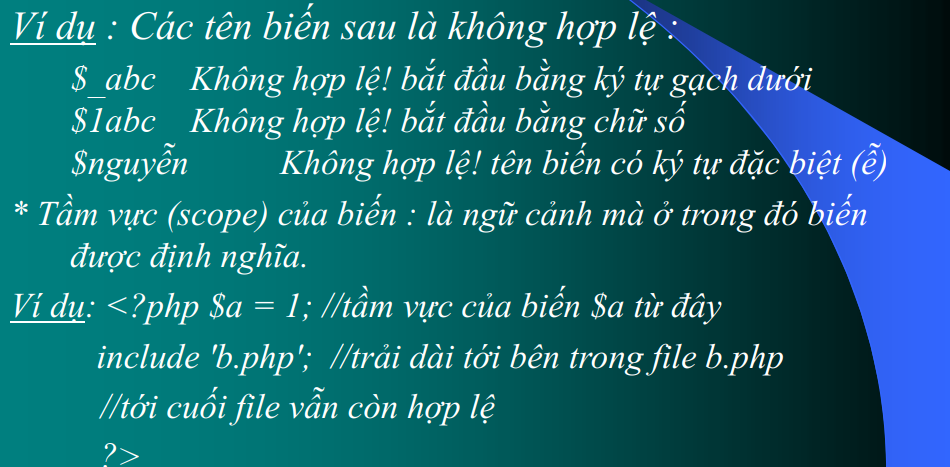 Ví dụ : Các tên biến sau là không hợp lệ :
$_abc Không hợp lệ! bắt đầu bằng ký tự gạch dưới
$1abc Không hợp lệ! bắt đầu bằng chữ số
$nguyễn Không hợp lệ! tên biến có ký tự đặc biệt (ễ)
* Tầm vực (scope) của biến : là ngữ cảnh mà ở trong đó biến
được định nghĩa.
Ví dụ: <?php $a = 1; //tầm vực của biến $a từ đây
include 'b.php'; //trải dài tới bên trong file b.php
//tới cuối file vẫn còn hợp lệ
?>